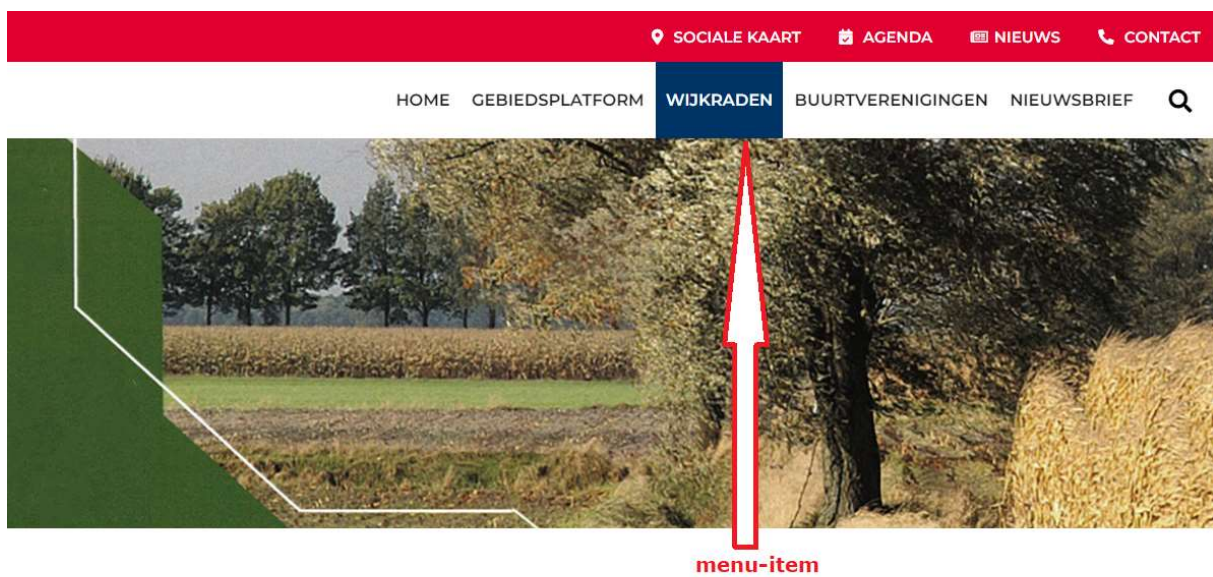 SOCIALE KAART AGENDA NIEUWS CONTACT
HOME GEBIEDSPLATFORM WIJKRADEN BUURTVERENIGINGEN NIEUWSBRIEF
menu-item